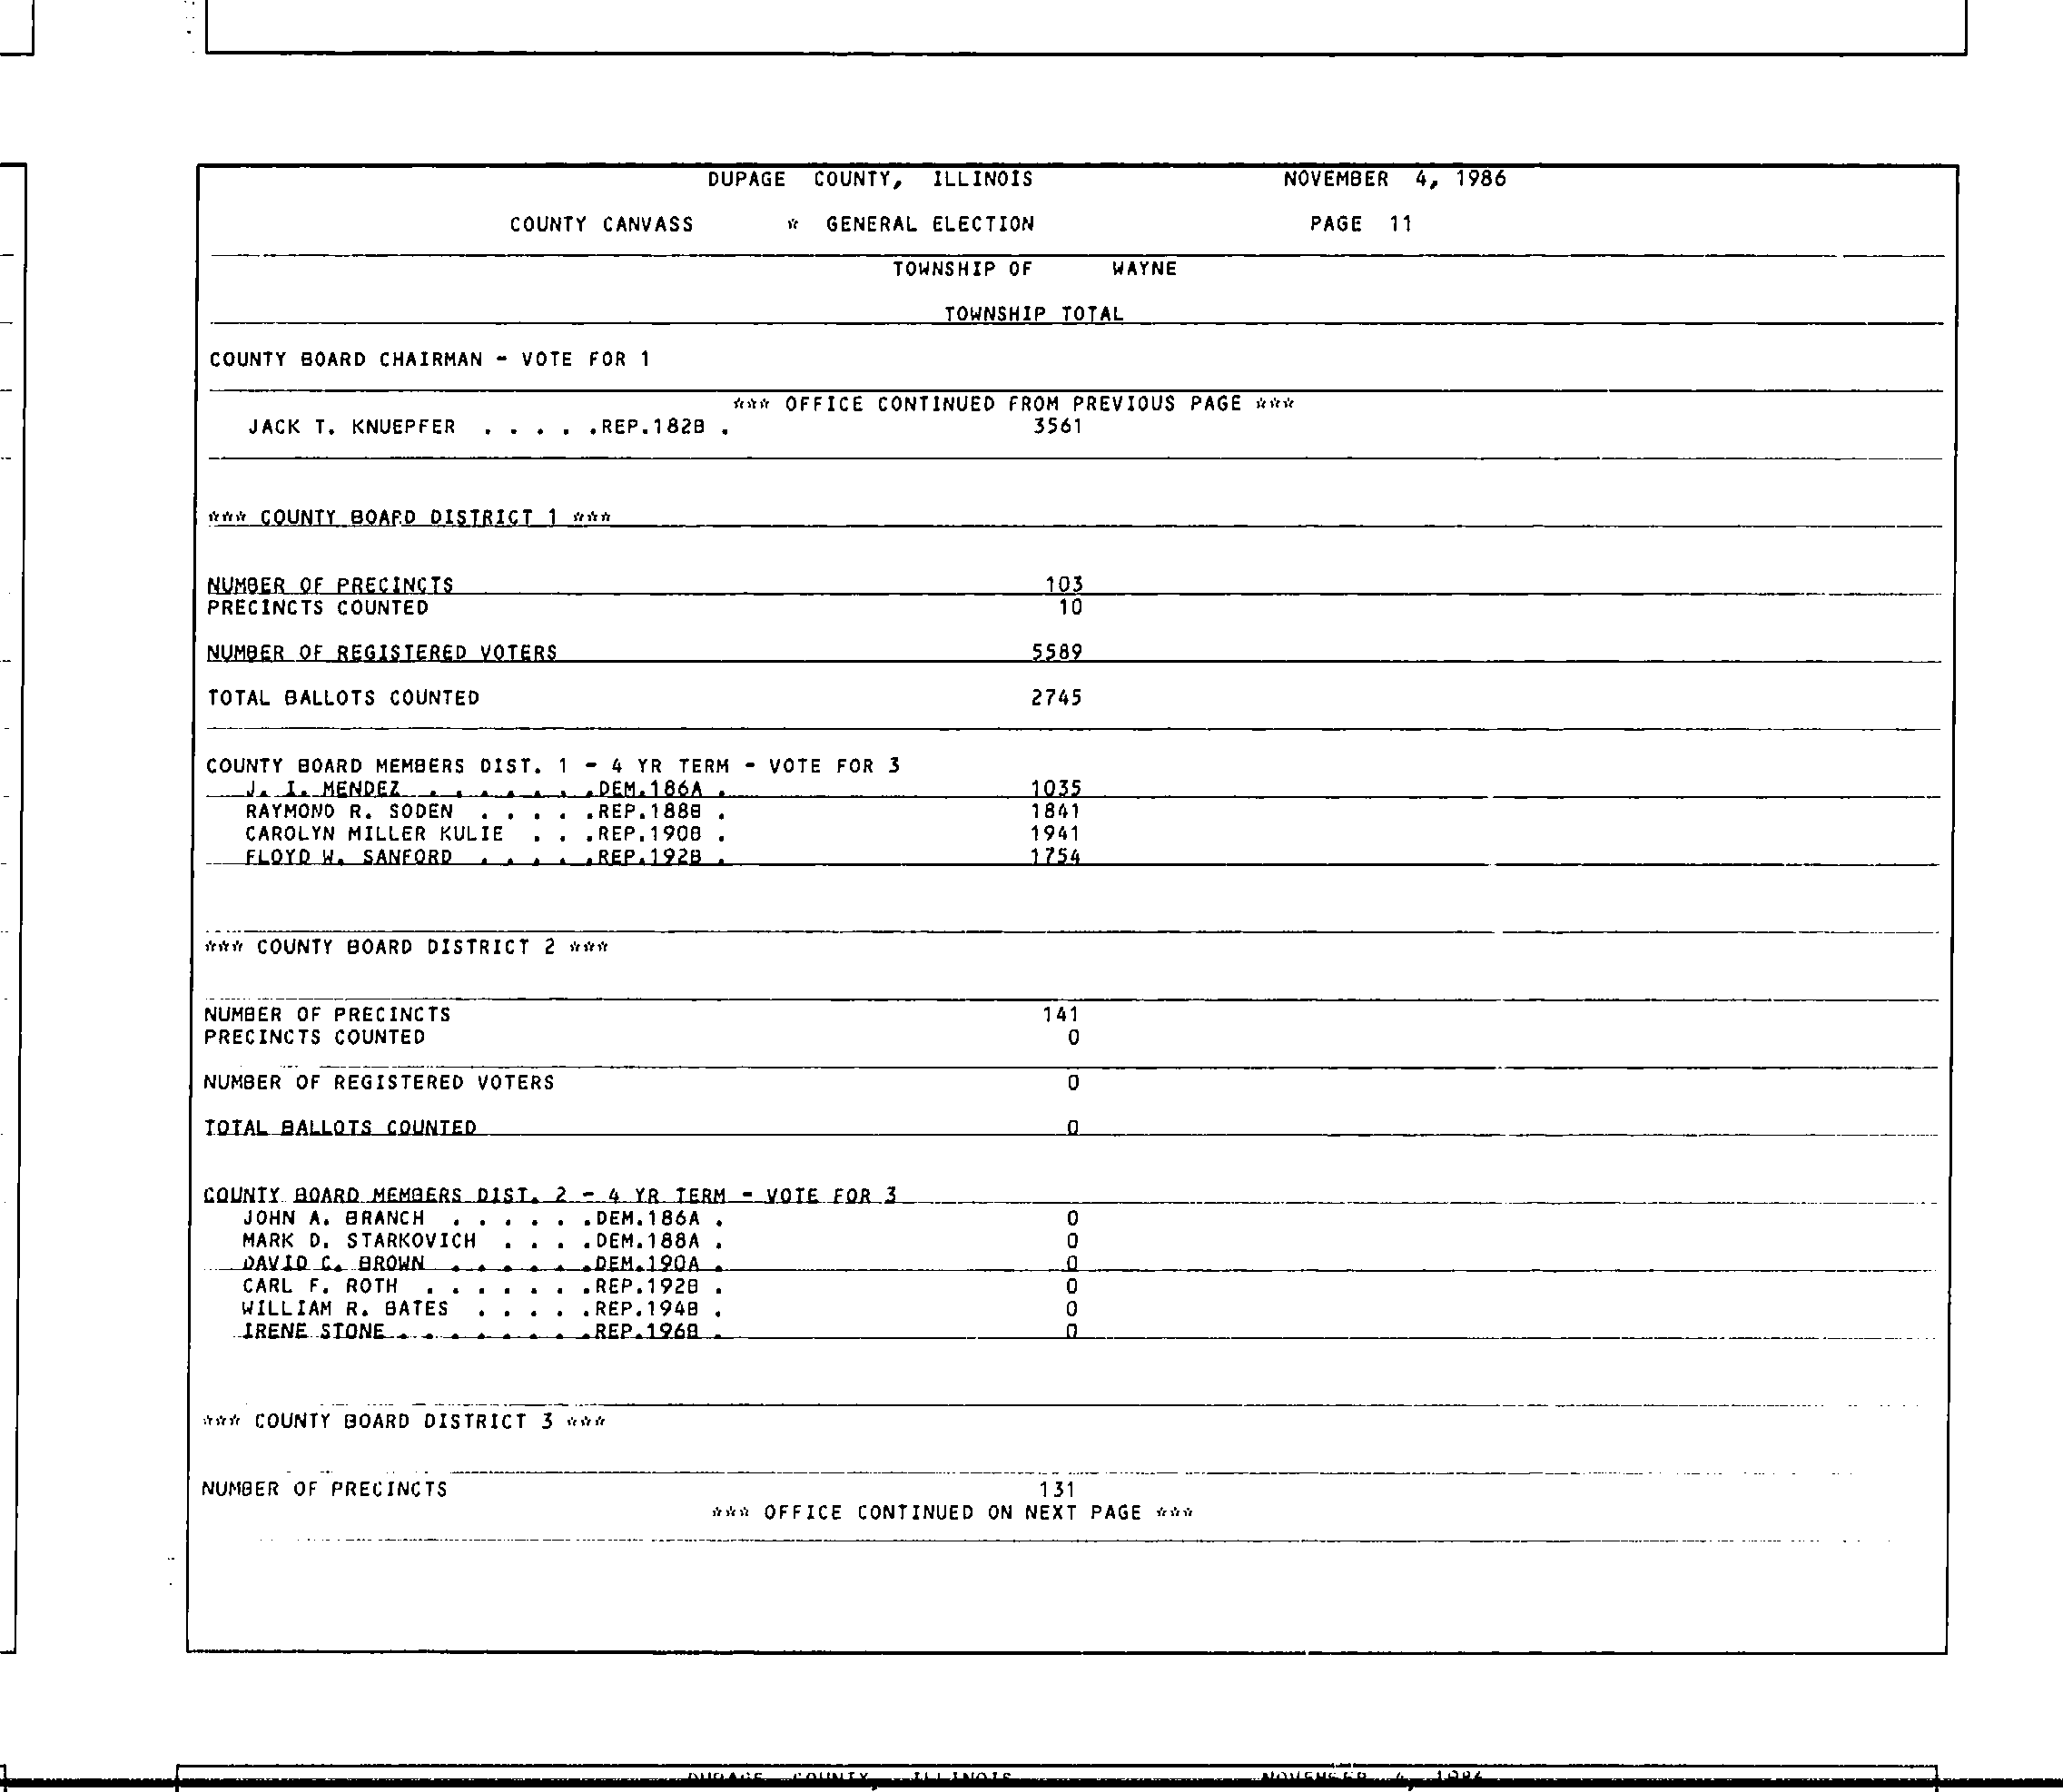 DUPAGE COUNTY, ILLINOIS NOVEMBER 4, 1986
COUNTY CANVASS * GENERAL ELECTION PAGE 11
TOWNSHIP OF WAYNE
TOWNSHIP TOTAL
COUNTY BOARD CHAIRMAN - VOTE FOR 1
*** OFFICE CONTINUED FROM PREVIOUS PAGE ***
JACK T. KNUEPFER . . . . .REP.182B . 3561
*** COUNTY BOARD DISTRICT 1 ***
NUMBER OF PRECINCTS 103
PRECINCTS COUNTED 10
NUMBER OF REGISTERED VOTERS 5589
TOTAL BALLOTS COUNTED 2745
COUNTY BOARD MEMBERS DIST. 1 - 4 YR TERM - VOTE FOR 3
J. I. MENDEZ . . . . . . .DEM.186A . 1035
RAYMOND R. SODEN . . . . .REP.188B . 1841
CAROLYN MILLER KULIE . . .REP.190B . 1941
FLOYD W. SANFORD . . . . .REP.192B . 1754
*** COUNTY BOARD DISTRICT 2 ***
NUMBER OF PRECINCTS 141
PRECINCTS COUNTED 0
NUMBER OF REGISTERED VOTERS 0
TOTAL BALLOTS COUNTED 0
COUNTY BOARD MEMBERS DIST. 2 - 4 YR TERM - VOTE FOR 3
JOHN A. BRANCH . . . . . .DEM.186A . 0
MARK D. STARKOVICH . . . .DEM.188A . 0
DAVID C. BROWN . . . . . .DEM.190A . 0
CARL F. ROTH . . . . . . .REP.192B . 0
WILLIAM R. BATES . . . . .REP.194B . 0
IRENE STONE . . . . . . . .REP.196B . 0
*** COUNTY BOARD DISTRICT 3 ***
NUMBER OF PRECINCTS 131
*** OFFICE CONTINUED ON NEXT PAGE ***
DUPAGE COUNTY, ILLINOIS NOVEMBER 4, 1986